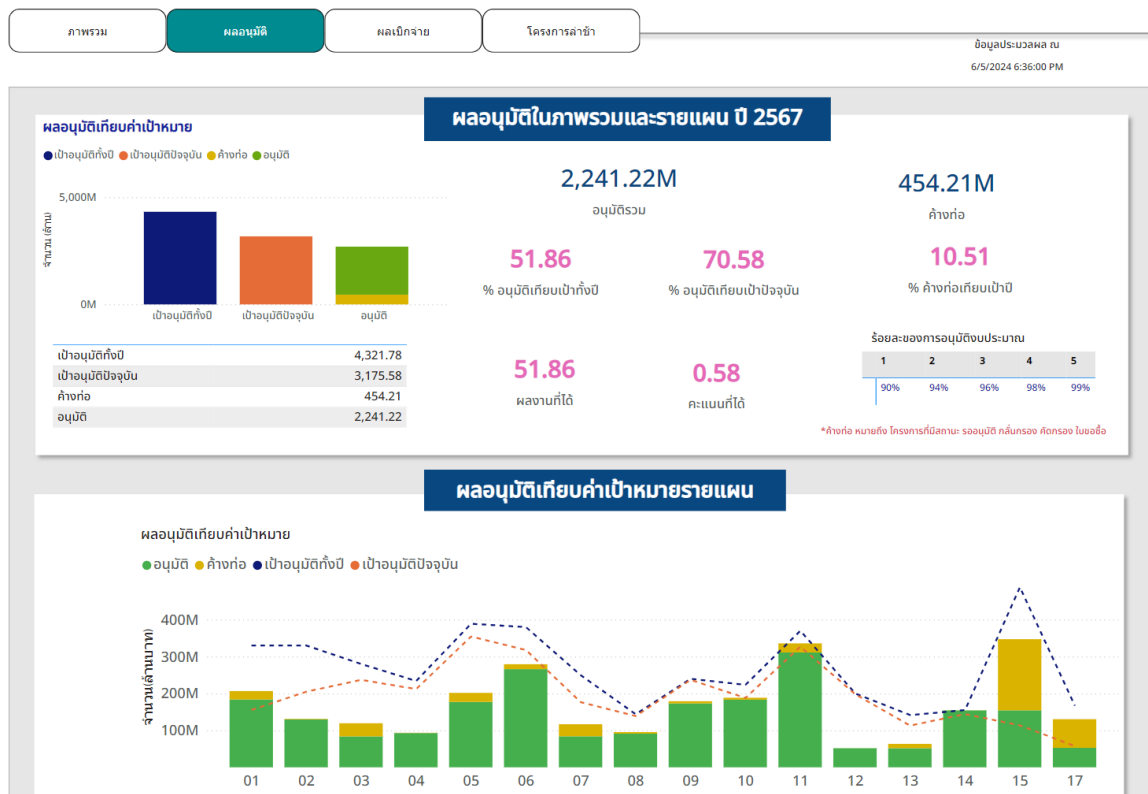 ภาพรวม
ผลอนุมัติ
ผลเบิกจ่าย
โครงการล่าช้า
ข้อมูลประมวลผล ณ
6/5/2024 6:36:00 PM
ผลอนุมัติในภาพรวมและรายแผน ปี 2567
ผลอนุมัติเทียบค่าเป้าหมาย
เป้าอนุมัติทั้งปี เป้าอนุมัติปัจจุบัน ค้างท่อ อนุมัติ
5,000M
จำนวน (ล้าน)
0M
เป้าอนุมัติทั้งปี เป้าอนุมัติปัจจุบัน อนุมัติ
เป้าอนุมัติทั้งปี 4,321.78
เป้าอนุมัติปัจจุบัน 3,175.58
ค้างท่อ 454.21
อนุมัติ 2,241.22
2,241.22M
อนุมัติรวม
454.21M
ค้างท่อ
51.86
% อนุมัติเทียบเป้าทั้งปี
70.58
% อนุมัติเทียบเป้าปัจจุบัน
10.51
% ค้างท่อเทียบเป้าปี
51.86
ผลงานที่ได้
0.58
คะแนนที่ได้
ร้อยละของการอนุมัติงบประมาณ
1 2 3 4 5
90% 94% 96% 98% 99%
*ค้างท่อ หมายถึง โครงการที่มีสถานะ รออนุมัติ กลั่นกรอง คัดกรอง ใบขอซื้อ
ผลอนุมัติเทียบค่าเป้าหมายรายแผน
ผลอนุมัติเทียบค่าเป้าหมาย
อนุมัติ ค้างท่อ เป้าอนุมัติทั้งปี เป้าอนุมัติปัจจุบัน
จำนวน(ล้านบาท)
400M
300M
200M
100M
01 02 03 04 05 06 07 08 09 10 11 12 13 14 15 17